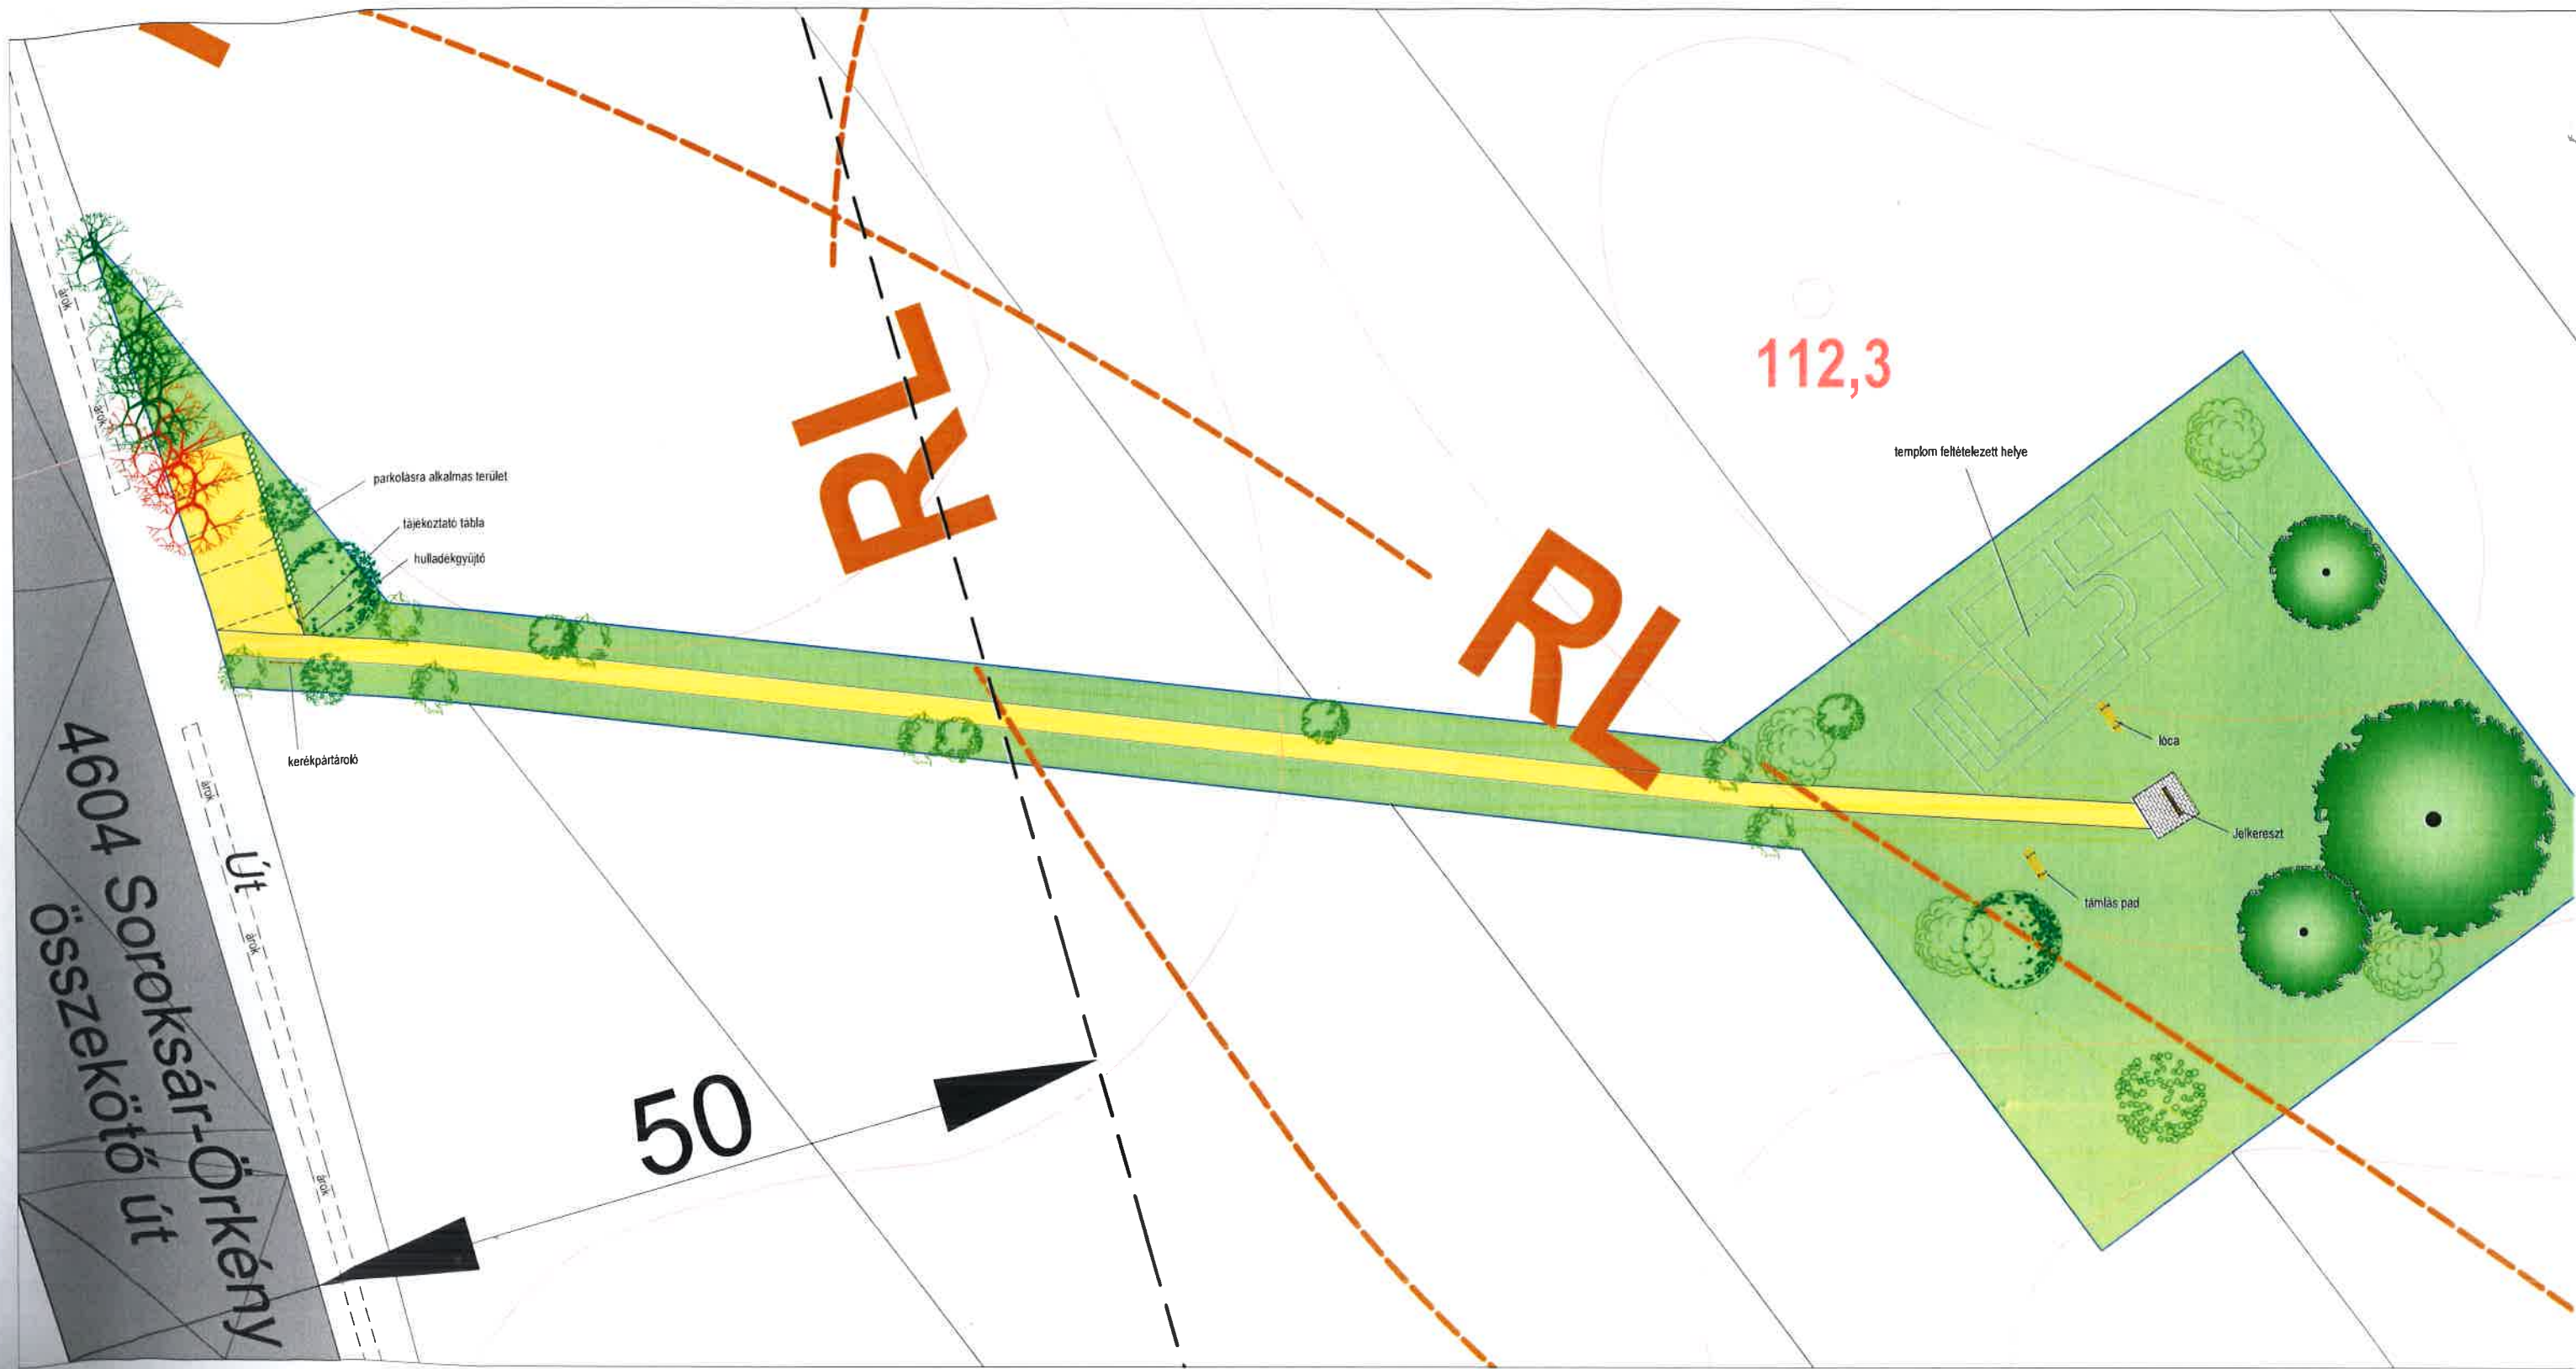 árok
árok
parkolásra alkalmas terület
tájékoztató tábla
hulladékgyűjtő
kerékpártároló
RL
RL
112,3
templom feltételezett helye
lóca
Jelkereszt
támlás pad
4604 Soroksár-Örkény
összekötő út
Út
árok
árok
árok
50